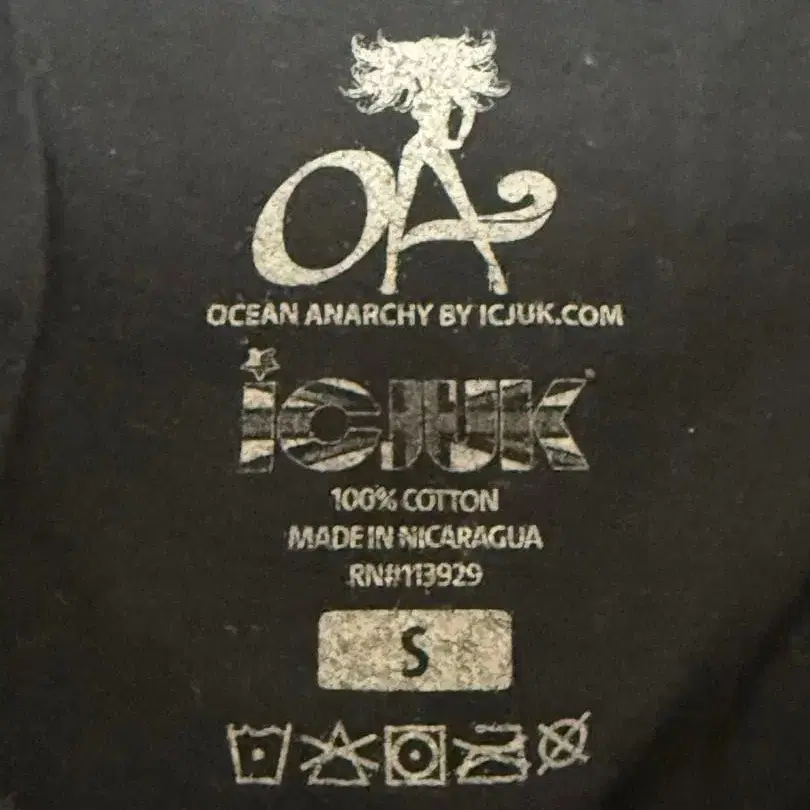 OA
OCEAN ANARCHY BY ICJUK.COM
iCJUK
100% COTTON
MADE IN NICARAGUA
RN#113929
S